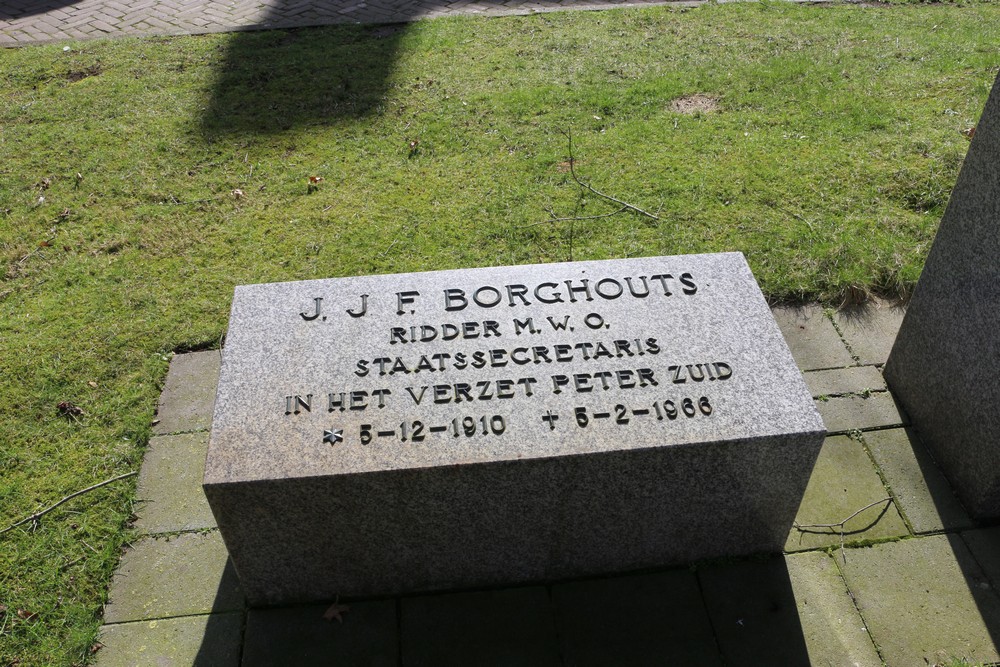 J. J. F. BORGHOUTS
RIDDER M.W.O.
STAATSSECRETARIS
IN HET VERZET PETER ZUID
* 5-12-1910 ✝ 5-2-1966